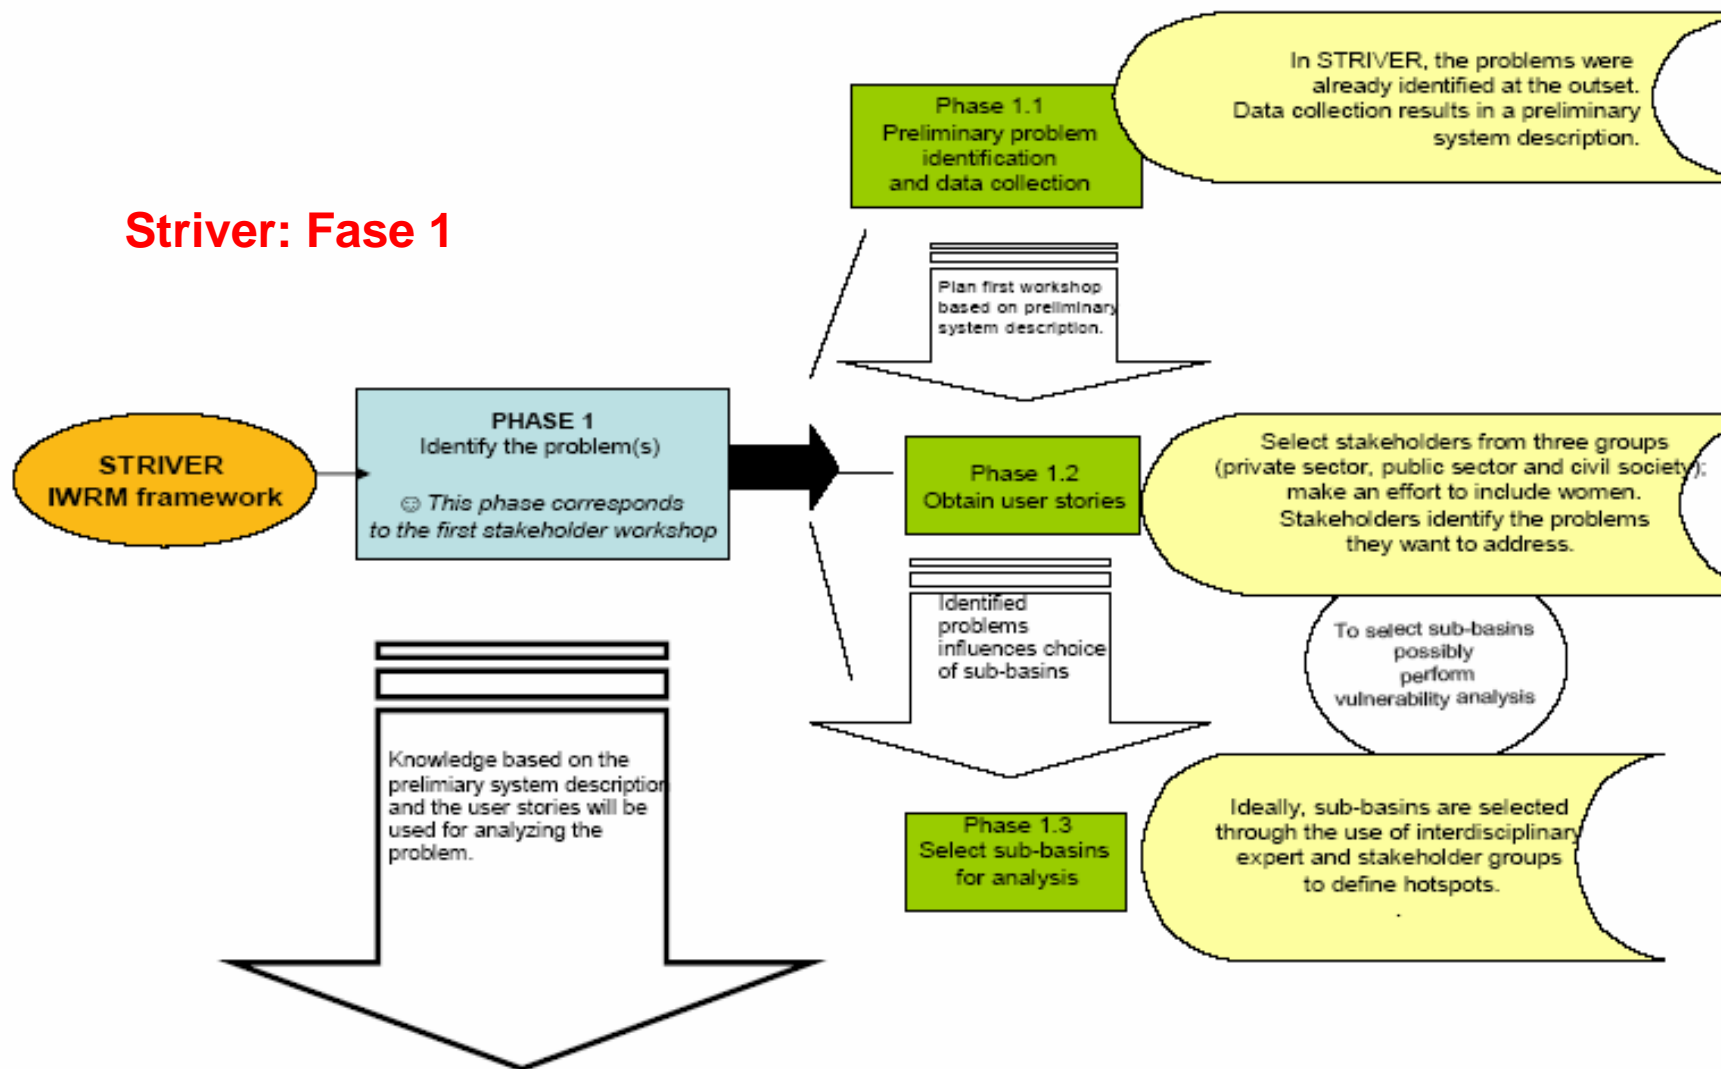 Striver: Fase 1
STRIVER
IWRM framework
PHASE 1
Identify the problem(s)
☺ This phase corresponds
to the first stakeholder workshop
Knowledge based on the
prelimiary system description
and the user stories will be
used for analyzing the
problem.
Phase 1.1
Preliminary problem
identification
and data collection
In STRIVER, the problems were
already identified at the outset.
Data collection results in a preliminary
system description.
Plan first workshop
based on preliminary
system description.
Phase 1.2
Obtain user stories
Select stakeholders from three groups
(private sector, public sector and civil society);
make an effort to include women.
Stakeholders identify the problems
they want to address.
Identified
problems
influences choice
of sub-basins
To select sub-basins
possibly
perform
vulnerability analysis
Phase 1.3
Select sub-basins
for analysis
Ideally, sub-basins are selected
through the use of interdisciplinary
expert and stakeholder groups
to define hotspots.
.